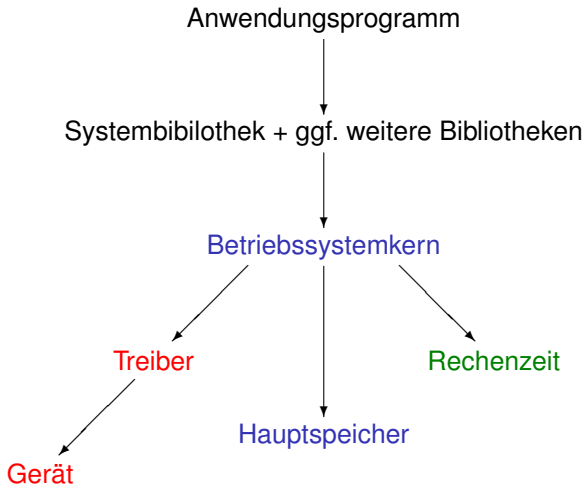 Anwendungsprogramm
Systembibilothek + ggf. weitere Bibliotheken
Betriebssystemkern
Treiber
Rechenzeit
Hauptspeicher
Gerät